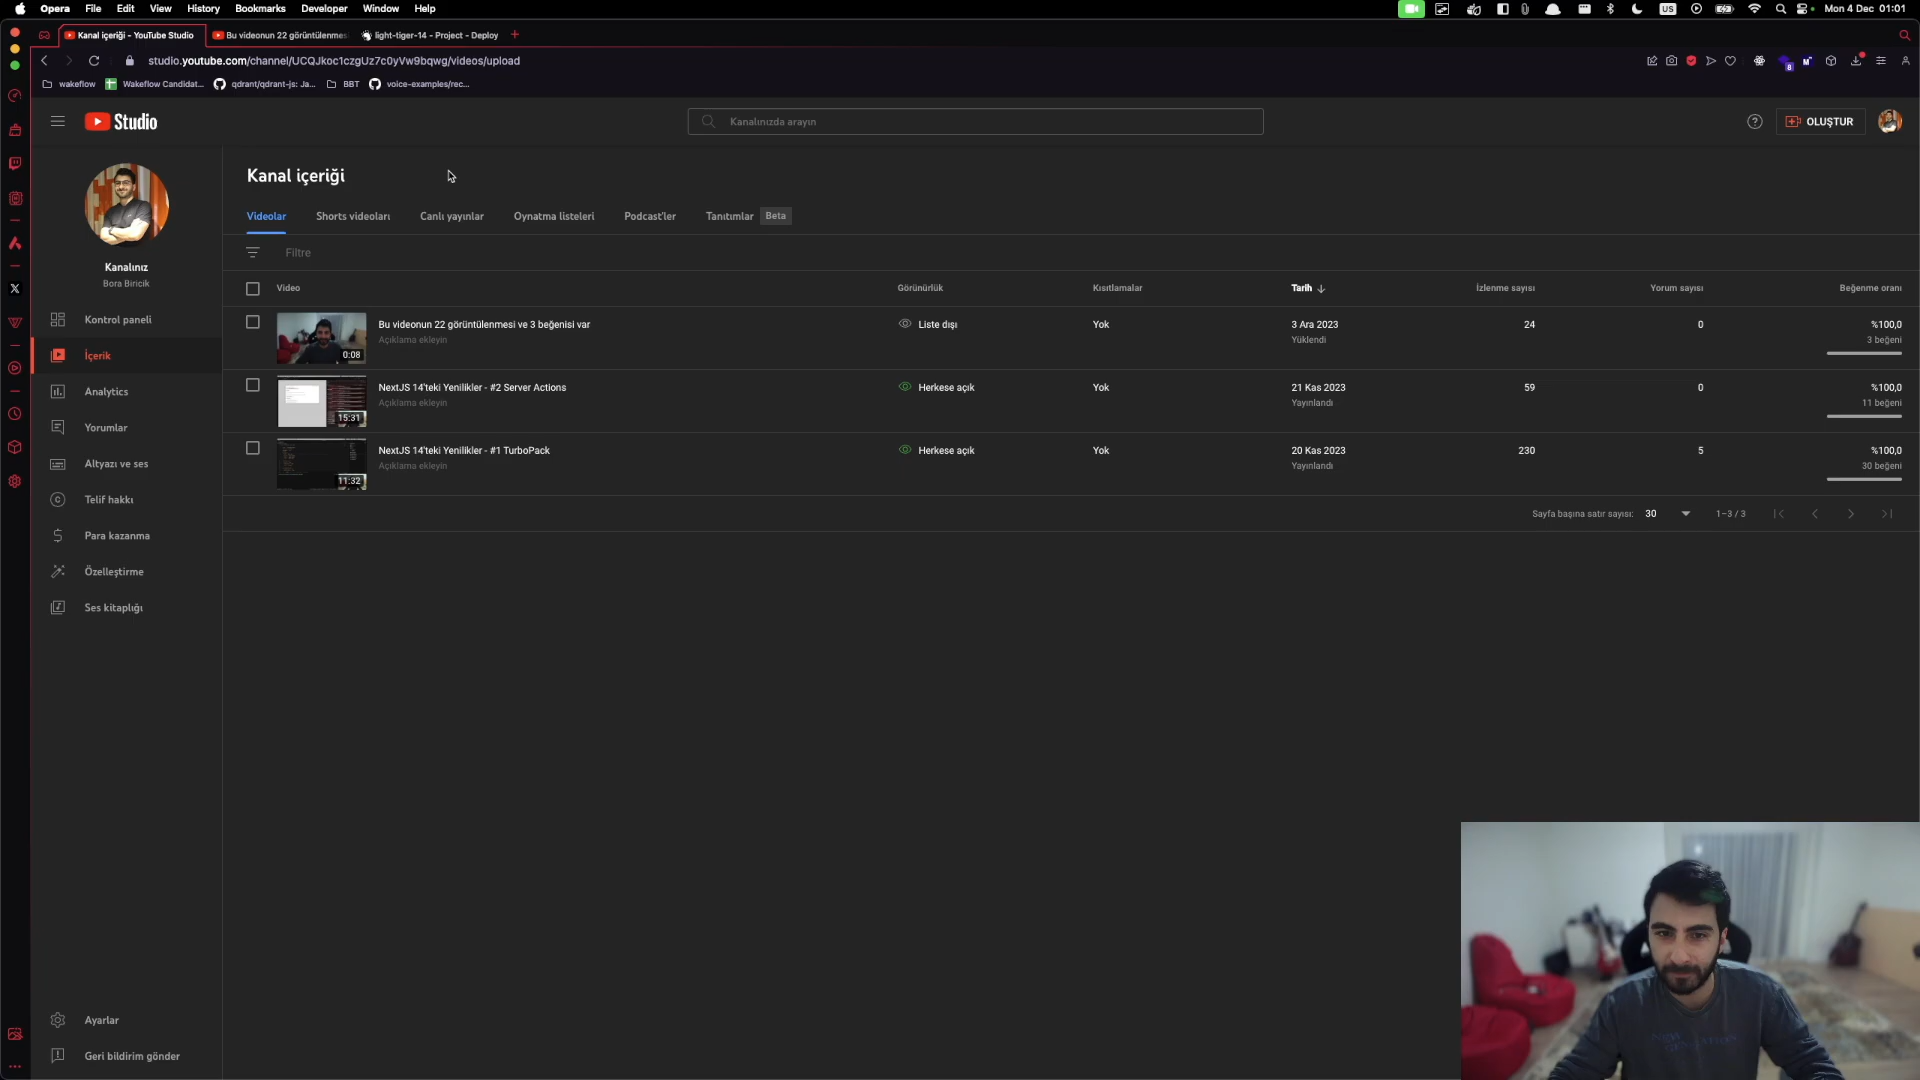 Opera File Edit View History Bookmarks Developer Window Help US Mon 4 Dec 01:01
Kanal içeriği - YouTube Studio Bu videonun 22 görüntülenmes light-tiger-14 - Project - Deploy
studio.youtube.com/channel/UCQJkoc1czgUz7c0yVw9bqwg/videos/upload
wakeflow Wakeflow Candidat... qdrant/qdrant-js: Ja... BBT voice-examples/rec...
Studio Kanalınızda arayın OLUŞTUR
Kanalınız
Bora Biricik
Kontrol paneli
İçerik
Analytics
Yorumlar
Altyazı ve ses
Telif hakkı
Para kazanma
Özelleştirme
Ses kitaplığı
Ayarlar
Geri bildirim gönder
Kanal içeriği
Videolar Shorts videoları Canlı yayınlar Oynatma listeleri Podcast'ler Tanıtımlar Beta
Filtre
Video Görünürlük Kısıtlamalar Tarih İzlenme sayısı Yorum sayısı Beğenme oranı
Bu videonun 22 görüntülenmesi ve 3 beğenisi var Liste dışı Yok 3 Ara 2023 24 0 %100,0
Açıklama ekleyin Yüklendi 3 beğeni
0:08
NextJS 14'teki Yenilikler - #2 Server Actions Herkese açık Yok 21 Kas 2023 59 0 %100,0
Açıklama ekleyin Yayınlandı 11 beğeni
15:31
NextJS 14'teki Yenilikler - #1 TurboPack Herkese açık Yok 20 Kas 2023 230 5 %100,0
Açıklama ekleyin Yayınlandı 30 beğeni
11:32
Sayfa başına satır sayısı: 30 1–3 / 3